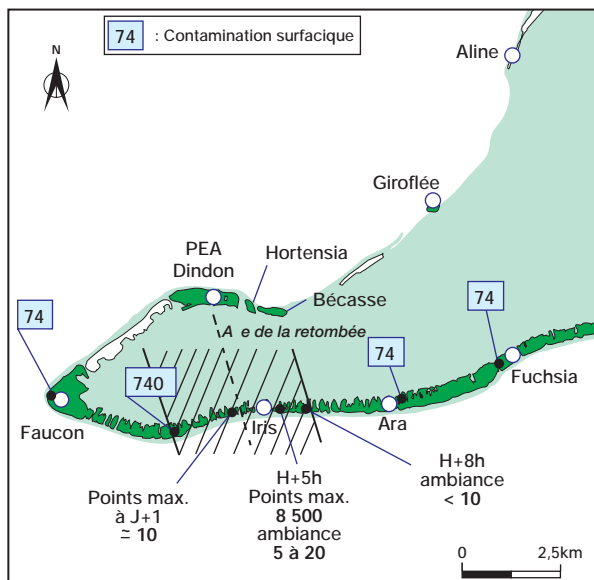 74 : Contamination surfacique
N
Aline
Giroflée
PEA
Dindon
Hortensia
Bécasse
A e de la retombée
74
740
74
74
Faucon
Iris
Ara
Fuchsia
Points max.
à J+1
≃ 10
H+5h
Points max.
8 500
ambiance
5 à 20
H+8h
ambiance
< 10
0 2,5km